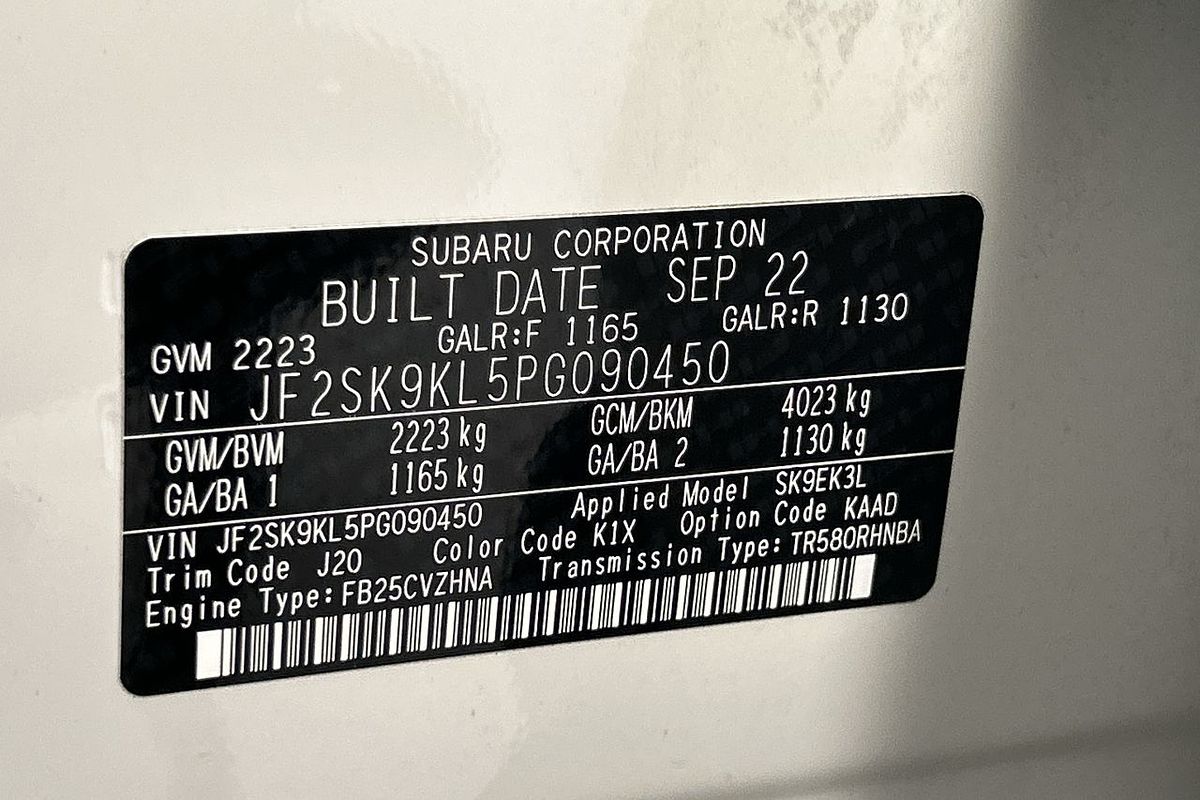 SUBARU CORPORATION
BUILT DATE SEP 22
GVM 2223 GALR:F 1165 GALR:R 1130
VIN JF2SK9KL5PG090450
GVM/BVM 2223 kg GCM/BKM 4023 kg
GA/BA 1 1165 kg GA/BA 2 1130 kg
VIN JF2SK9KL5PG090450 Applied Model SK9EK3L
Trim Code J20 Color Code K1X Option Code KAAD
Engine Type:FB25CVZHNA Transmission Type:TR580RHNBA